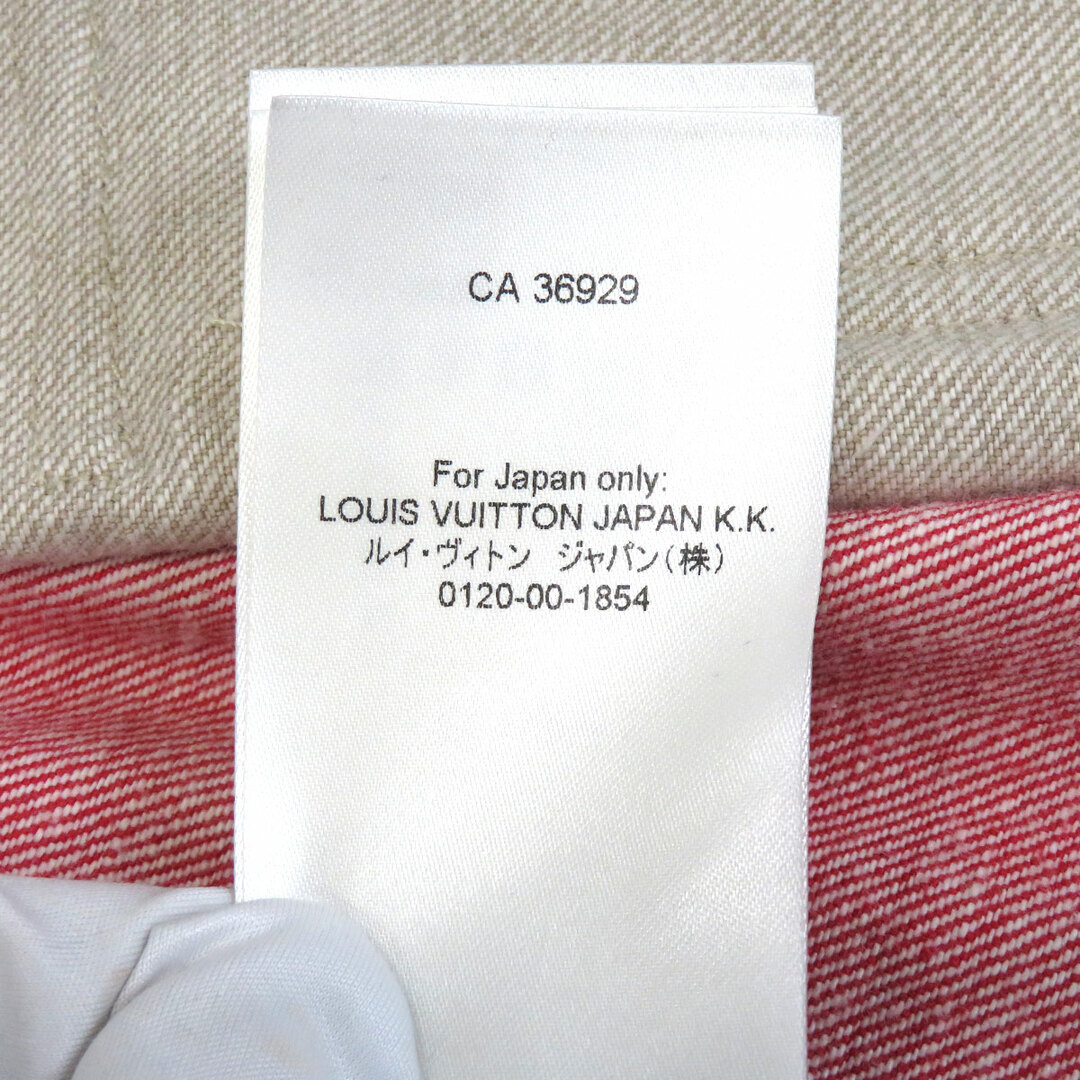 CA 36929
For Japan only:
LOUIS VUITTON JAPAN K.K.
ルイ・ヴィトン　ジャパン(株)
0120-00-1854